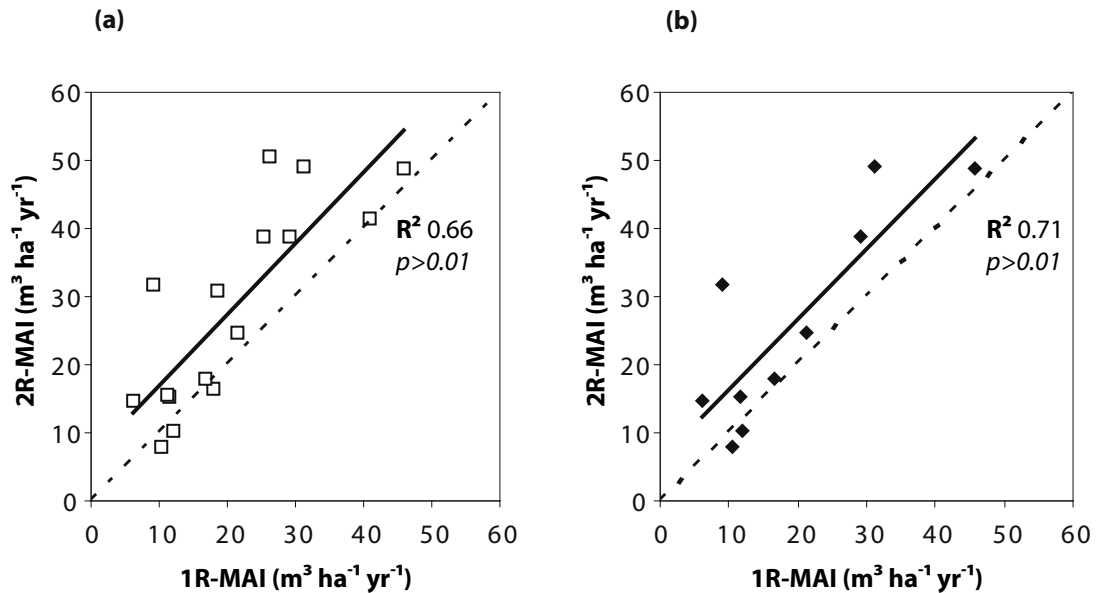 (a)
60
50
40
30
20
10
0
2R-MAI (m³ ha⁻¹ yr⁻¹)
R² 0.66
p>0.01
0 10 20 30 40 50 60
1R-MAI (m³ ha⁻¹ yr⁻¹)
(b)
60
50
40
30
20
10
0
2R-MAI (m³ ha⁻¹ yr⁻¹)
R² 0.71
p>0.01
0 10 20 30 40 50 60
1R-MAI (m³ ha⁻¹ yr⁻¹)